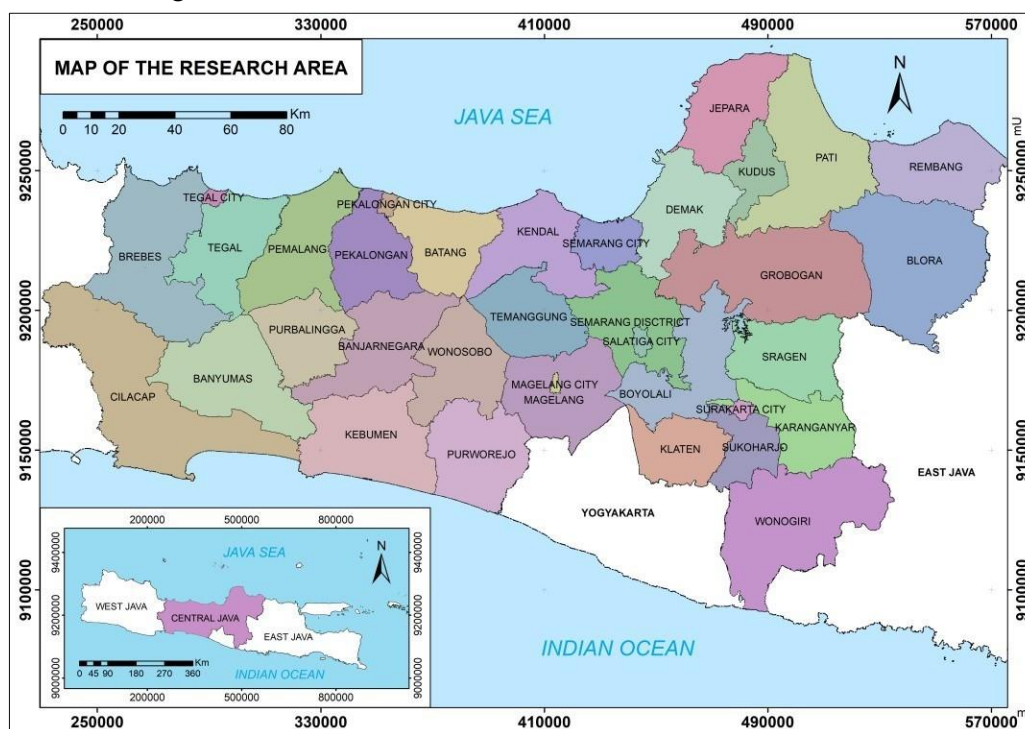 250000 330000 410000 490000 570000
MAP OF THE RESEARCH AREA
Km
0 5 10 20 40 60 80
N
JAVA SEA
mU
9250000 9250000
JEPARA
PATI
KUDUS
REMBANG
DEMAK
TEGAL CITY
PEKALONGAN CITY
KENDAL
SEMARANG CITY
BREBES
TEGAL
PEMALANG
PEKALONGAN
BATANG
GROBOGAN
BLORA
9200000 9200000
TEMANGGUNG
SEMARANG DISCTRICT
PURBALINGGA
BANJARNEGARA
WONOSOBO
SALATIGA CITY
SRAGEN
BANYUMAS
MAGELANG CITY
MAGELANG
BOYOLALI
CILACAP
SURAKARTA CITY
KARANGANYAR
KEBUMEN
PURWOREJO
KLATEN
SUKOHARJO
9150000 9150000
EAST JAVA
YOGYAKARTA
WONOGIRI
9100000 9100000
INDIAN OCEAN
200000 500000 800000
N
JAVA SEA
9400000 9400000
WEST JAVA
CENTRAL JAVA
EAST JAVA
9200000 9200000
Km
0 45 90 180 270 360
INDIAN OCEAN
9000000 9000000
200000 500000 800000
250000 330000 410000 490000 570000